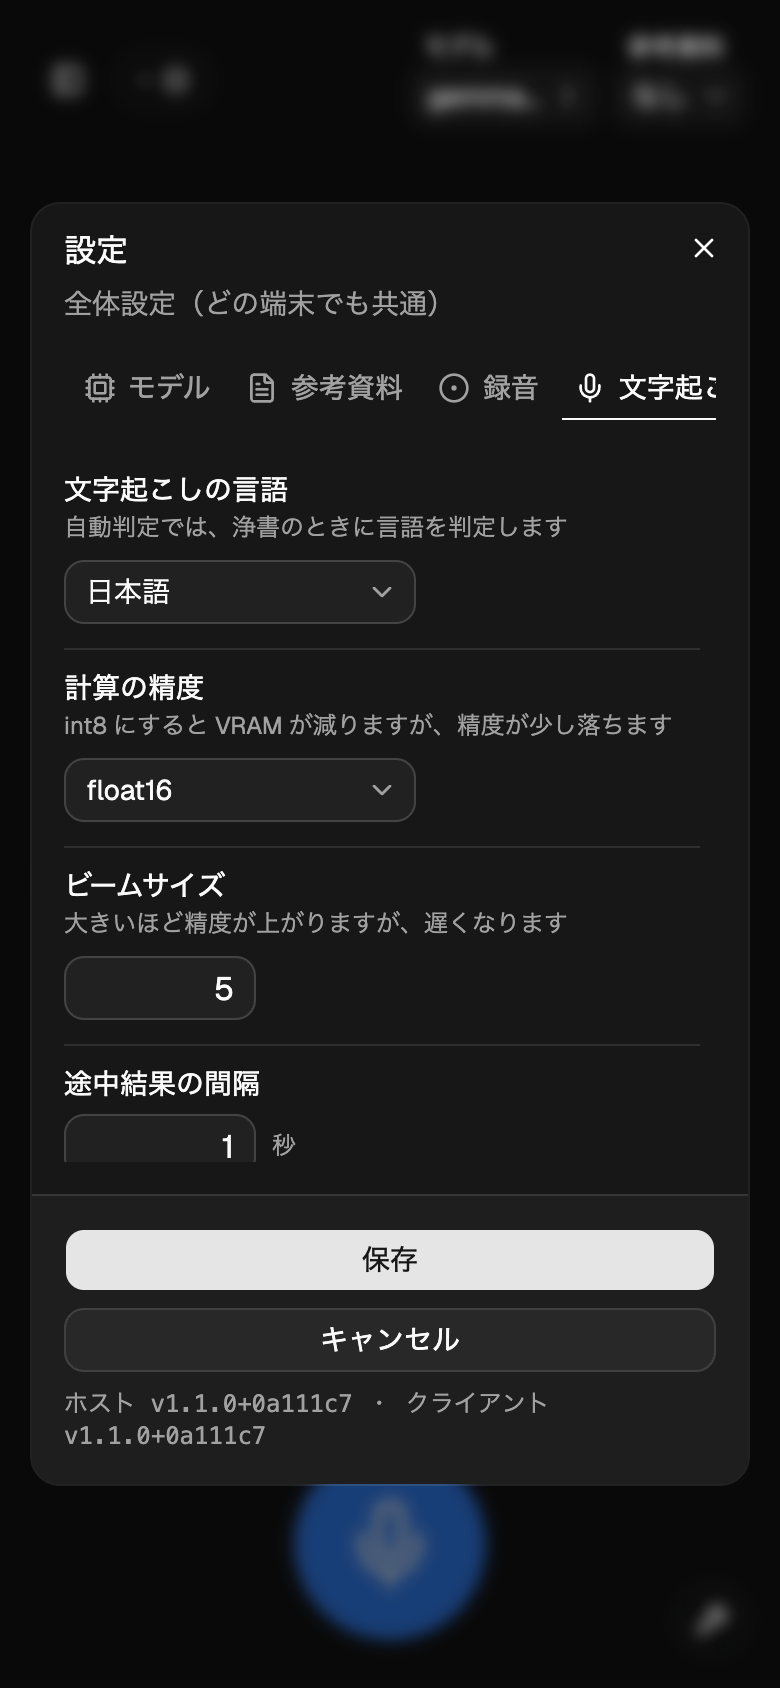 設定
全体設定（どの端末でも共通）
モデル 参考資料 録音 文字起こ
文字起こしの言語
自動判定では、浄書のときに言語を判定します
日本語
計算の精度
int8 にすると VRAM が減りますが、精度が少し落ちます
float16
ビームサイズ
大きいほど精度が上がりますが、遅くなります
5
途中結果の間隔
1 秒
保存
キャンセル
ホスト v1.1.0+0a111c7 · クライアント
v1.1.0+0a111c7